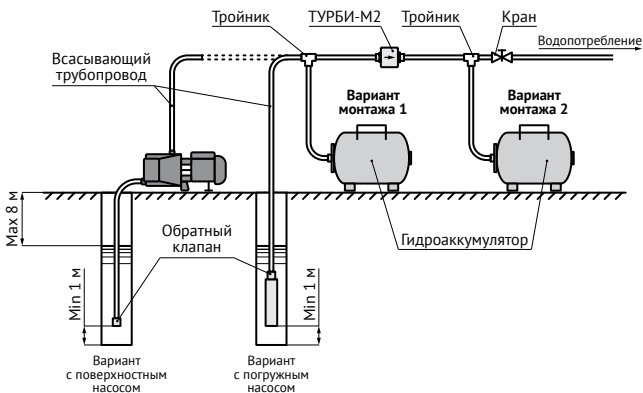 Тройник
ТУРБИ-М2
Тройник
Кран
Водопотребление
Всасывающий
трубопровод
Вариант
монтажа 1
Вариант
монтажа 2
Max 8 м
Обратный
клапан
Гидроаккумулятор
Min 1 м
Min 1 м
Вариант
с поверхностным
насосом
Вариант
с погружным
насосом